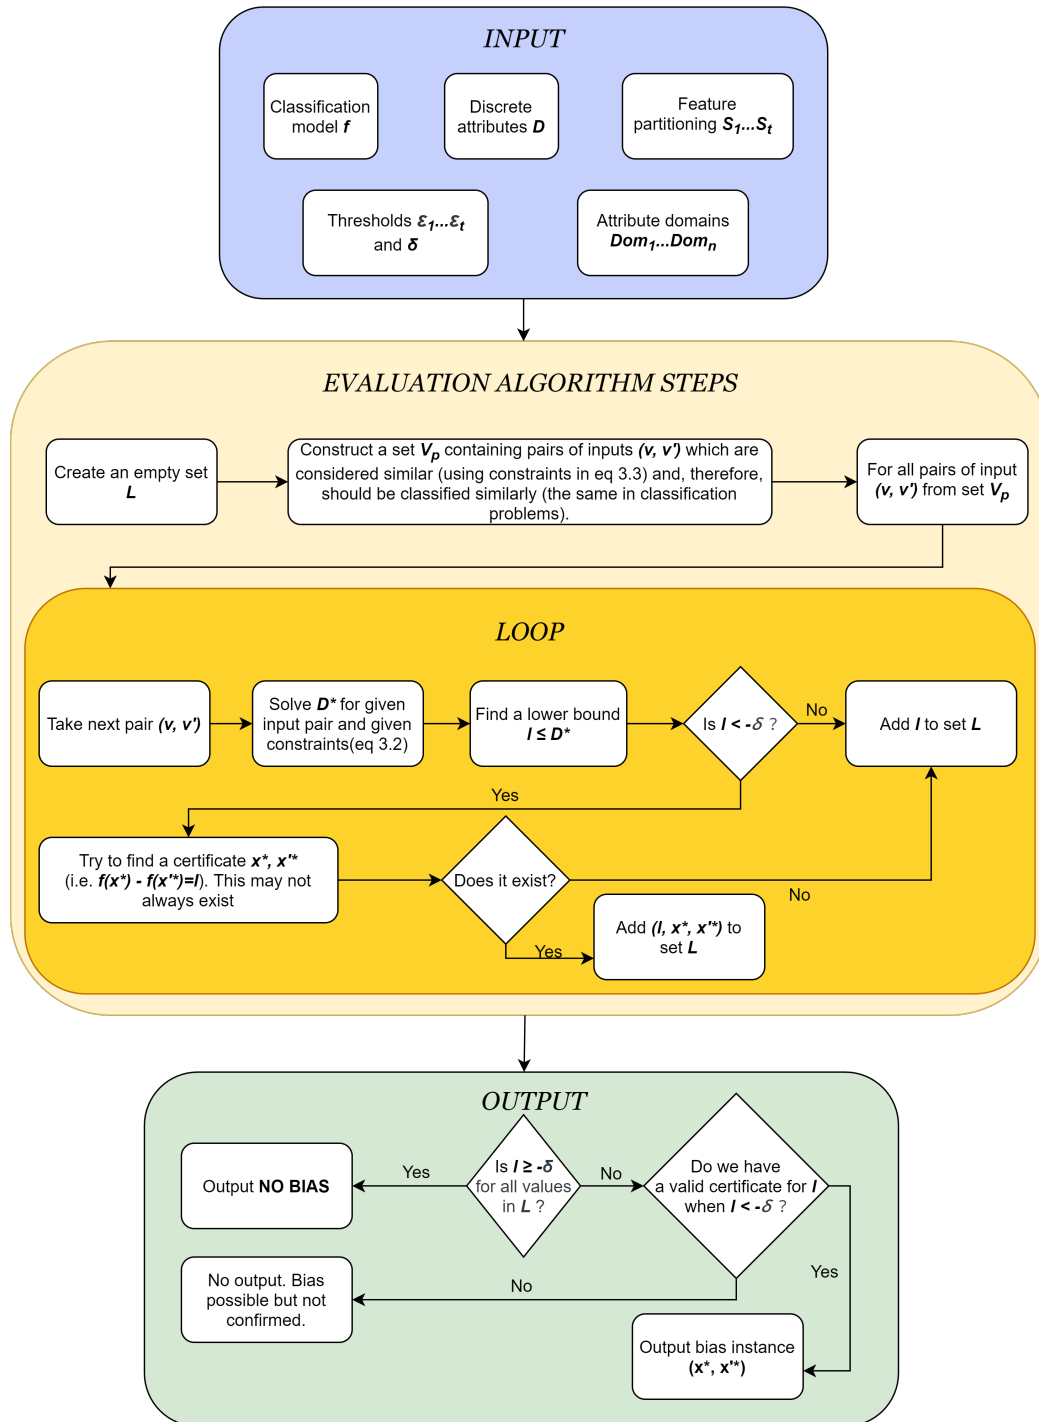 INPUT
Classification
model f
Discrete
attributes D
Feature
partitioning S₁...Sₜ
Thresholds ε₁...εₜ
and δ
Attribute domains
Dom₁...Domₙ
EVALUATION ALGORITHM STEPS
Create an empty set
L
Construct a set Vₚ containing pairs of inputs (v, v') which are
considered similar (using constraints in eq 3.3) and, therefore,
should be classified similarly (the same in classification
problems).
For all pairs of input
(v, v') from set Vₚ
LOOP
Take next pair (v, v')
Solve D* for given
input pair and given
constraints(eq 3.2)
Find a lower bound
l ≤ D*
Is l < -δ ?
No
Add l to set L
Yes
Try to find a certificate x*, x'*
(i.e. f(x*) - f(x'*)=l). This may not
always exist
Does it exist?
No
Yes
Add (l, x*, x'*) to
set L
OUTPUT
Output NO BIAS
Yes
Is l ≥ -δ
for all values
in L ?
No
Do we have
a valid certificate for l
when l < -δ ?
Yes
No output. Bias
possible but not
confirmed.
No
Output bias instance
(x*, x'*)